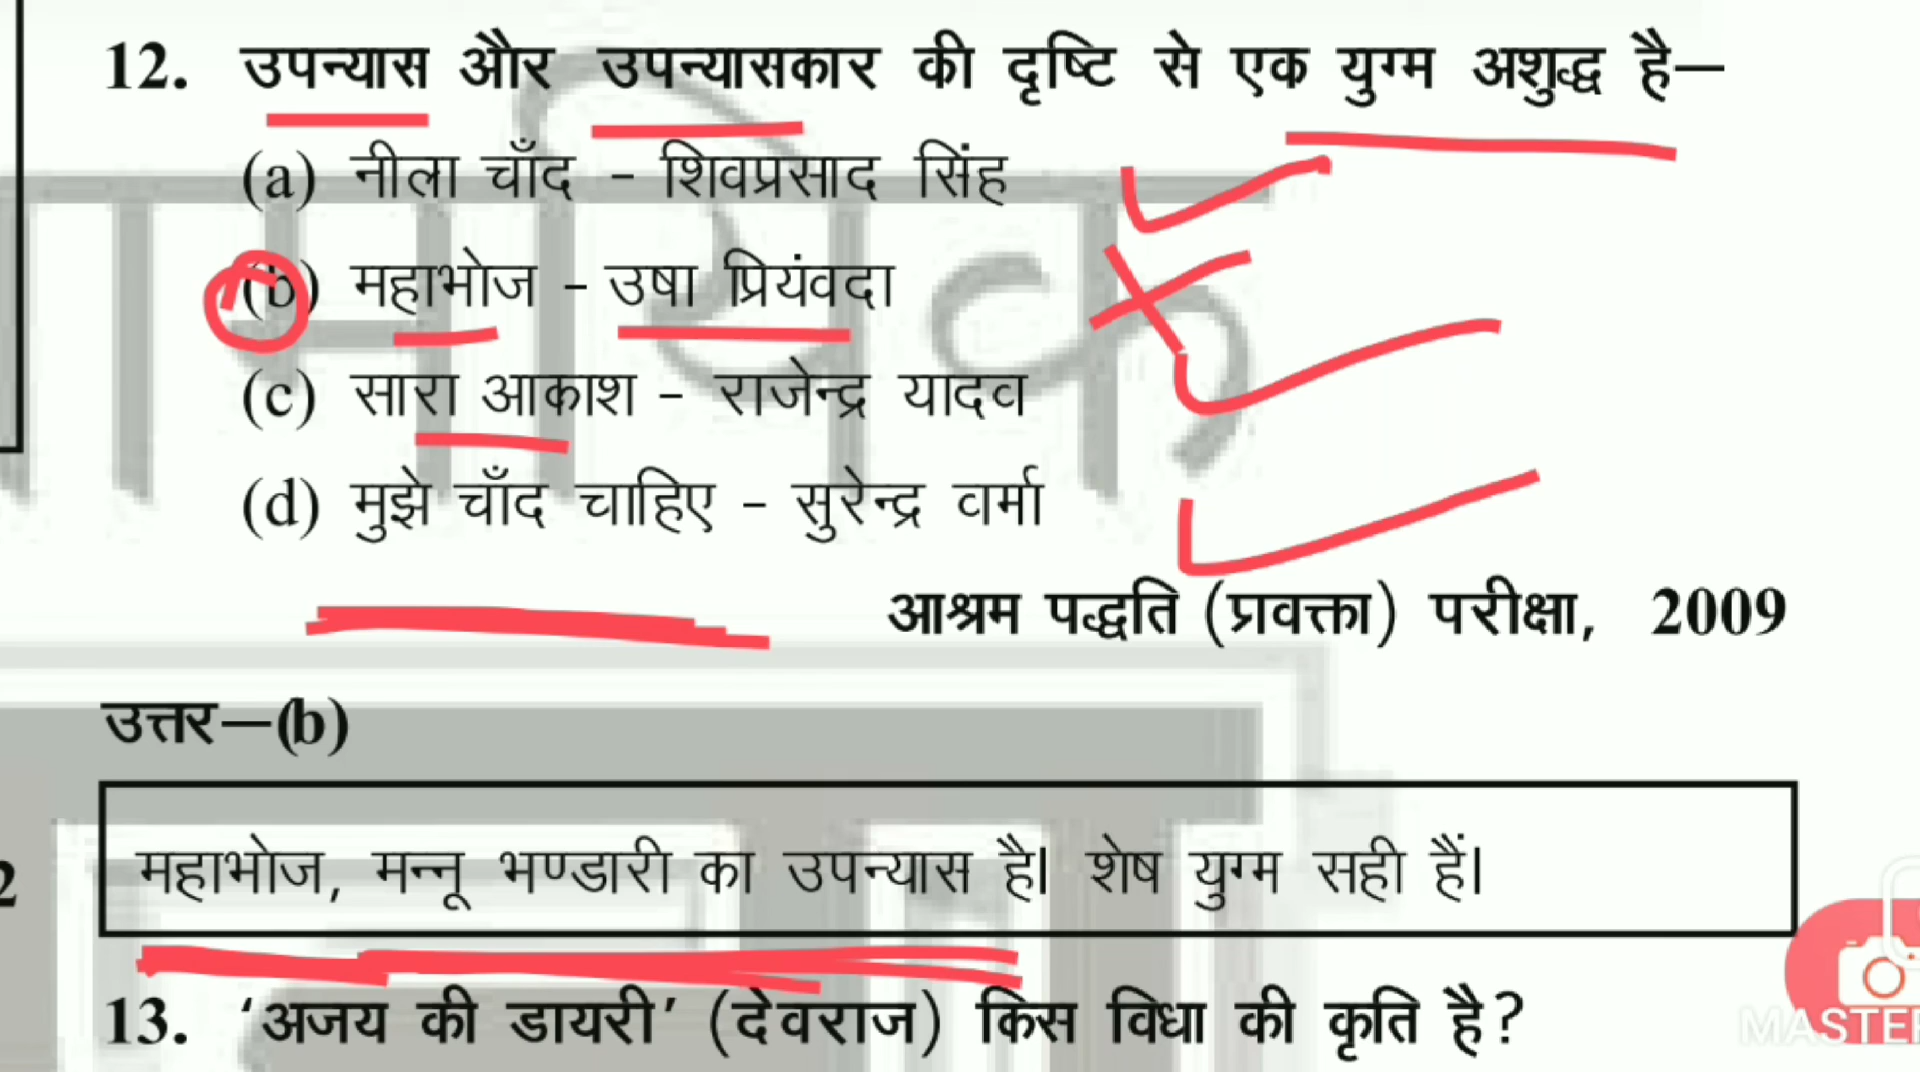 12. उपन्यास और उपन्यासकार की दृष्टि से एक युग्म अशुद्ध है—
(a) नीला चाँद - शिवप्रसाद सिंह
(b) महाभोज - उषा प्रियंवदा
(c) सारा आकाश - राजेन्द्र यादव
(d) मुझे चाँद चाहिए - सुरेन्द्र वर्मा
आश्रम पद्धति (प्रवक्ता) परीक्षा, 2009
उत्तर—(b)
2
महाभोज, मन्नू भण्डारी का उपन्यास है। शेष युग्म सही हैं।
13. ‘अजय की डायरी’ (देवराज) किस विधा की कृति है?